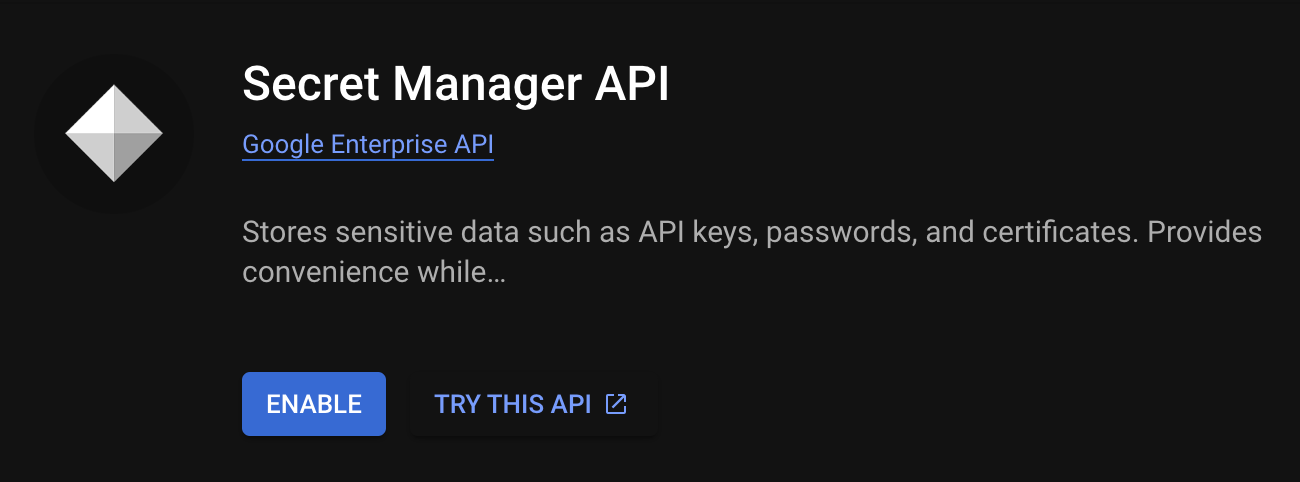 Secret Manager API
Google Enterprise API
Stores sensitive data such as API keys, passwords, and certificates. Provides
convenience while…
ENABLE
TRY THIS API